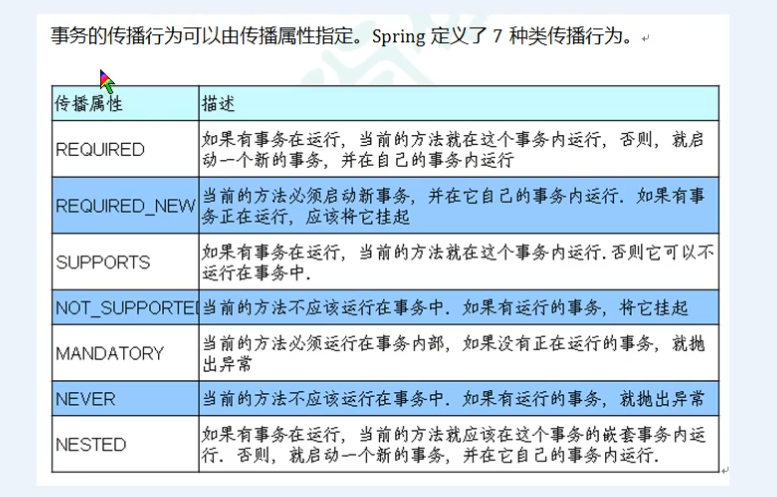 事务的传播行为可以由传播属性指定。Spring 定义了 7 种类传播行为。
传播属性 描述
REQUIRED 如果有事务在运行，当前的方法就在这个事务内运行，否则，就启
动一个新的事务，并在自己的事务内运行
REQUIRED_NEW 当前的方法必须启动新事务，并在它自己的事务内运行. 如果有事
务正在运行，应该将它挂起
SUPPORTS 如果有事务在运行，当前的方法就在这个事务内运行.否则它可以不
运行在事务中.
NOT_SUPPORTED 当前的方法不应该运行在事务中. 如果有运行的事务，将它挂起
MANDATORY 当前的方法必须运行在事务内部，如果没有正在运行的事务，就抛
出异常
NEVER 当前的方法不应该运行在事务中. 如果有运行的事务，就抛出异常
NESTED 如果有事务在运行，当前的方法就应该在这个事务的嵌套事务内运
行. 否则，就启动一个新的事务，并在它自己的事务内运行.